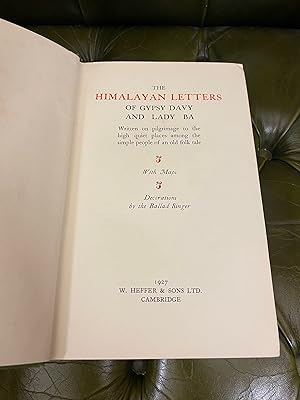 THE
HIMALAYAN LETTERS
OF GYPSY DAVY
AND LADY BA
Written on pilgrimage to the
high quiet places among the
simple people of an old folk tale
With Maps
Decorations
by the Ballad Singer
1927
W. HEFFER & SONS LTD.
CAMBRIDGE